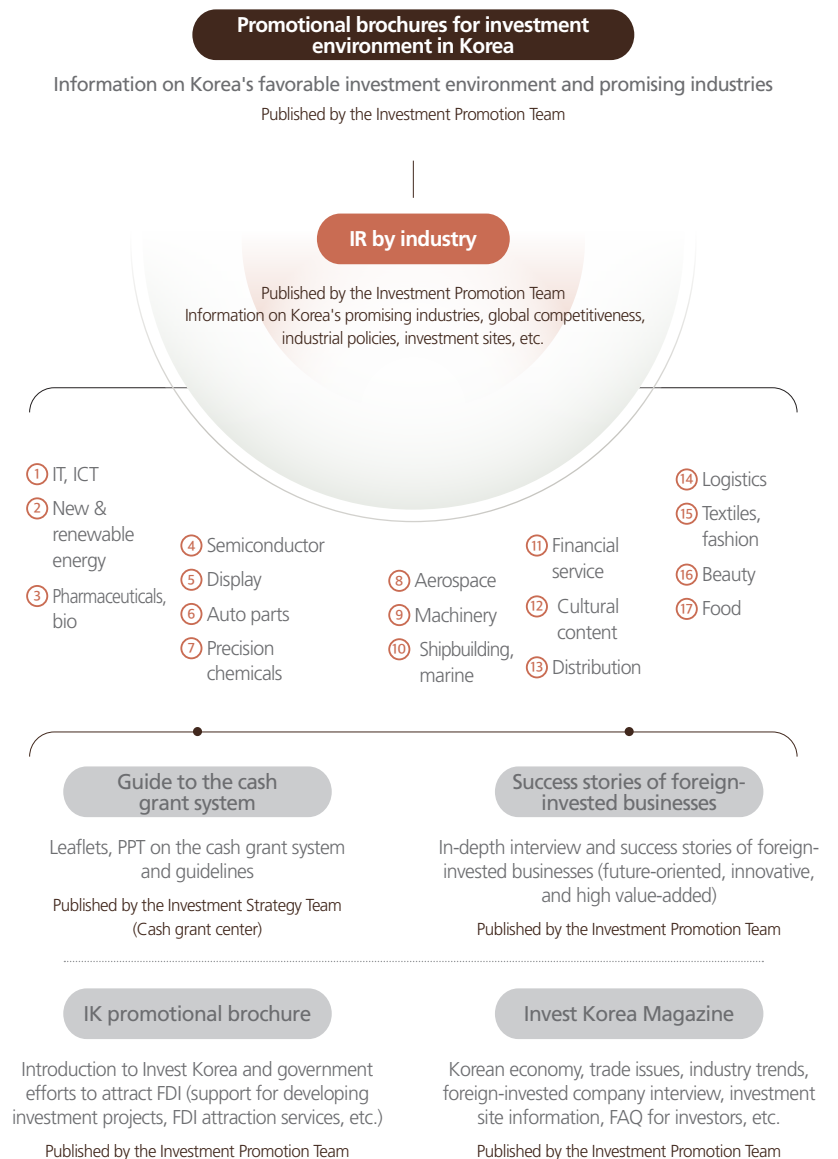 Promotional brochures for investment
environment in Korea
Information on Korea's favorable investment environment and promising industries
Published by the Investment Promotion Team
IR by industry
Published by the Investment Promotion Team
Information on Korea's promising industries, global competitiveness,
industrial policies, investment sites, etc.
1 IT, ICT
2 New &
renewable
energy
3 Pharmaceuticals,
bio
4 Semiconductor
5 Display
6 Auto parts
7 Precision
chemicals
8 Aerospace
9 Machinery
10 Shipbuilding,
marine
11 Financial
service
12 Cultural
content
13 Distribution
14 Logistics
15 Textiles,
fashion
16 Beauty
17 Food
Guide to the cash
grant system
Leaflets, PPT on the cash grant system
and guidelines
Published by the Investment Strategy Team
(Cash grant center)
Success stories of foreign-
invested businesses
In-depth interview and success stories of foreign-
invested businesses (future-oriented, innovative,
and high value-added)
Published by the Investment Promotion Team
IK promotional brochure
Introduction to Invest Korea and government
efforts to attract FDI (support for developing
investment projects, FDI attraction services, etc.)
Published by the Investment Promotion Team
Invest Korea Magazine
Korean economy, trade issues, industry trends,
foreign-invested company interview, investment
site information, FAQ for investors, etc.
Published by the Investment Promotion Team